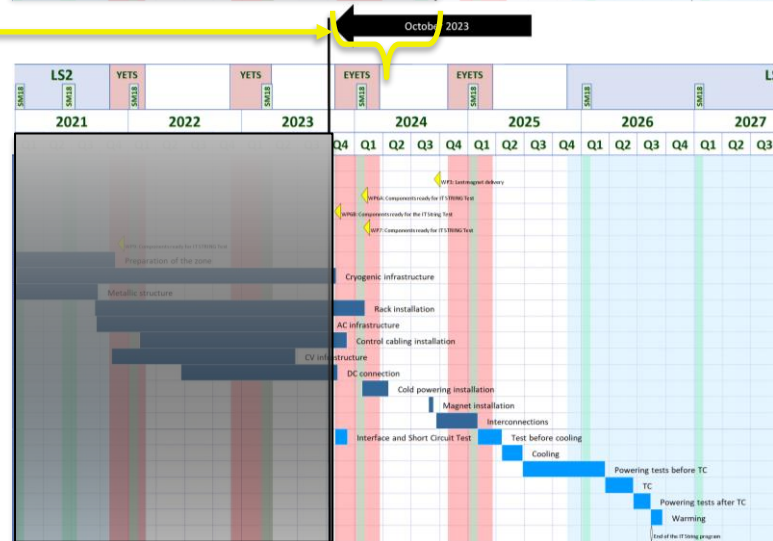 October 2023
LS2 YETS YETS EYETS EYETS LS
SM18 SM18 SM18 SM18 SM18 SM18 SM18 SM18
2021 2022 2023 2024 2025 2026 2027
Q4 Q1 Q2 Q3 Q4 Q1 Q2 Q3 Q4 Q1 Q2 Q3 Q4 Q1 Q2 Q3
WP3: Lastmagnet delivery
WP6A: Components ready for IT STRING Test
WP6B: Components ready for the IT String Test
WP7: Components ready for IT STRING Test
Preparation of the zone
Cryogenic infrastructure
Metallic structure
Rack installation
AC infrastructure
Control cabling installation
CV infrastructure
DC connection
Cold powering installation
Magnet installation
Interconnections
Interface and Short Circuit Test Test before cooling
Cooling
Powering tests before TC
TC
Powering tests after TC
Warming
End of the IT String program